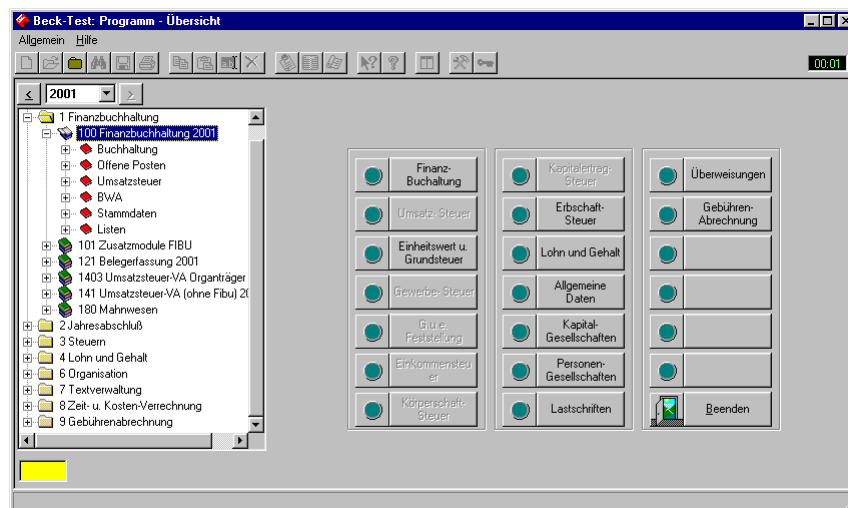 Beck-Test: Programm - Übersicht
Allgemein Hilfe
00:01
< 2001 >
1 Finanzbuchhaltung
100 Finanzbuchhaltung 2001
Buchhaltung
Offene Posten
Umsatzsteuer
BWA
Stammdaten
Listen
101 Zusatzmodule FIBU
121 Belegerfassung 2001
1403 Umsatzsteuer-VA Organträger
141 Umsatzsteuer-VA (ohne Fibu) 20
180 Mahnwesen
2 Jahresabschluß
3 Steuern
4 Lohn und Gehalt
6 Organisation
7 Textverwaltung
8 Zeit- u. Kosten-Verrechnung
9 Gebührenabrechnung
Finanz-
Buchaltung
Umsatz-Steuer
Einheitswert u.
Grundsteuer
Gewerbe-Steuer
G.u.e.
Feststellung
Einkommensteu
er
Körperschaft-
Steuer
Kapitalertrag-
Steuer
Erbschaft-
Steuer
Lohn und Gehalt
Allgemeine
Daten
Kapital-
Gesellschaften
Personen-
Gesellschaften
Lastschriften
Überweisungen
Gebühren-
Abrechnung
Beenden